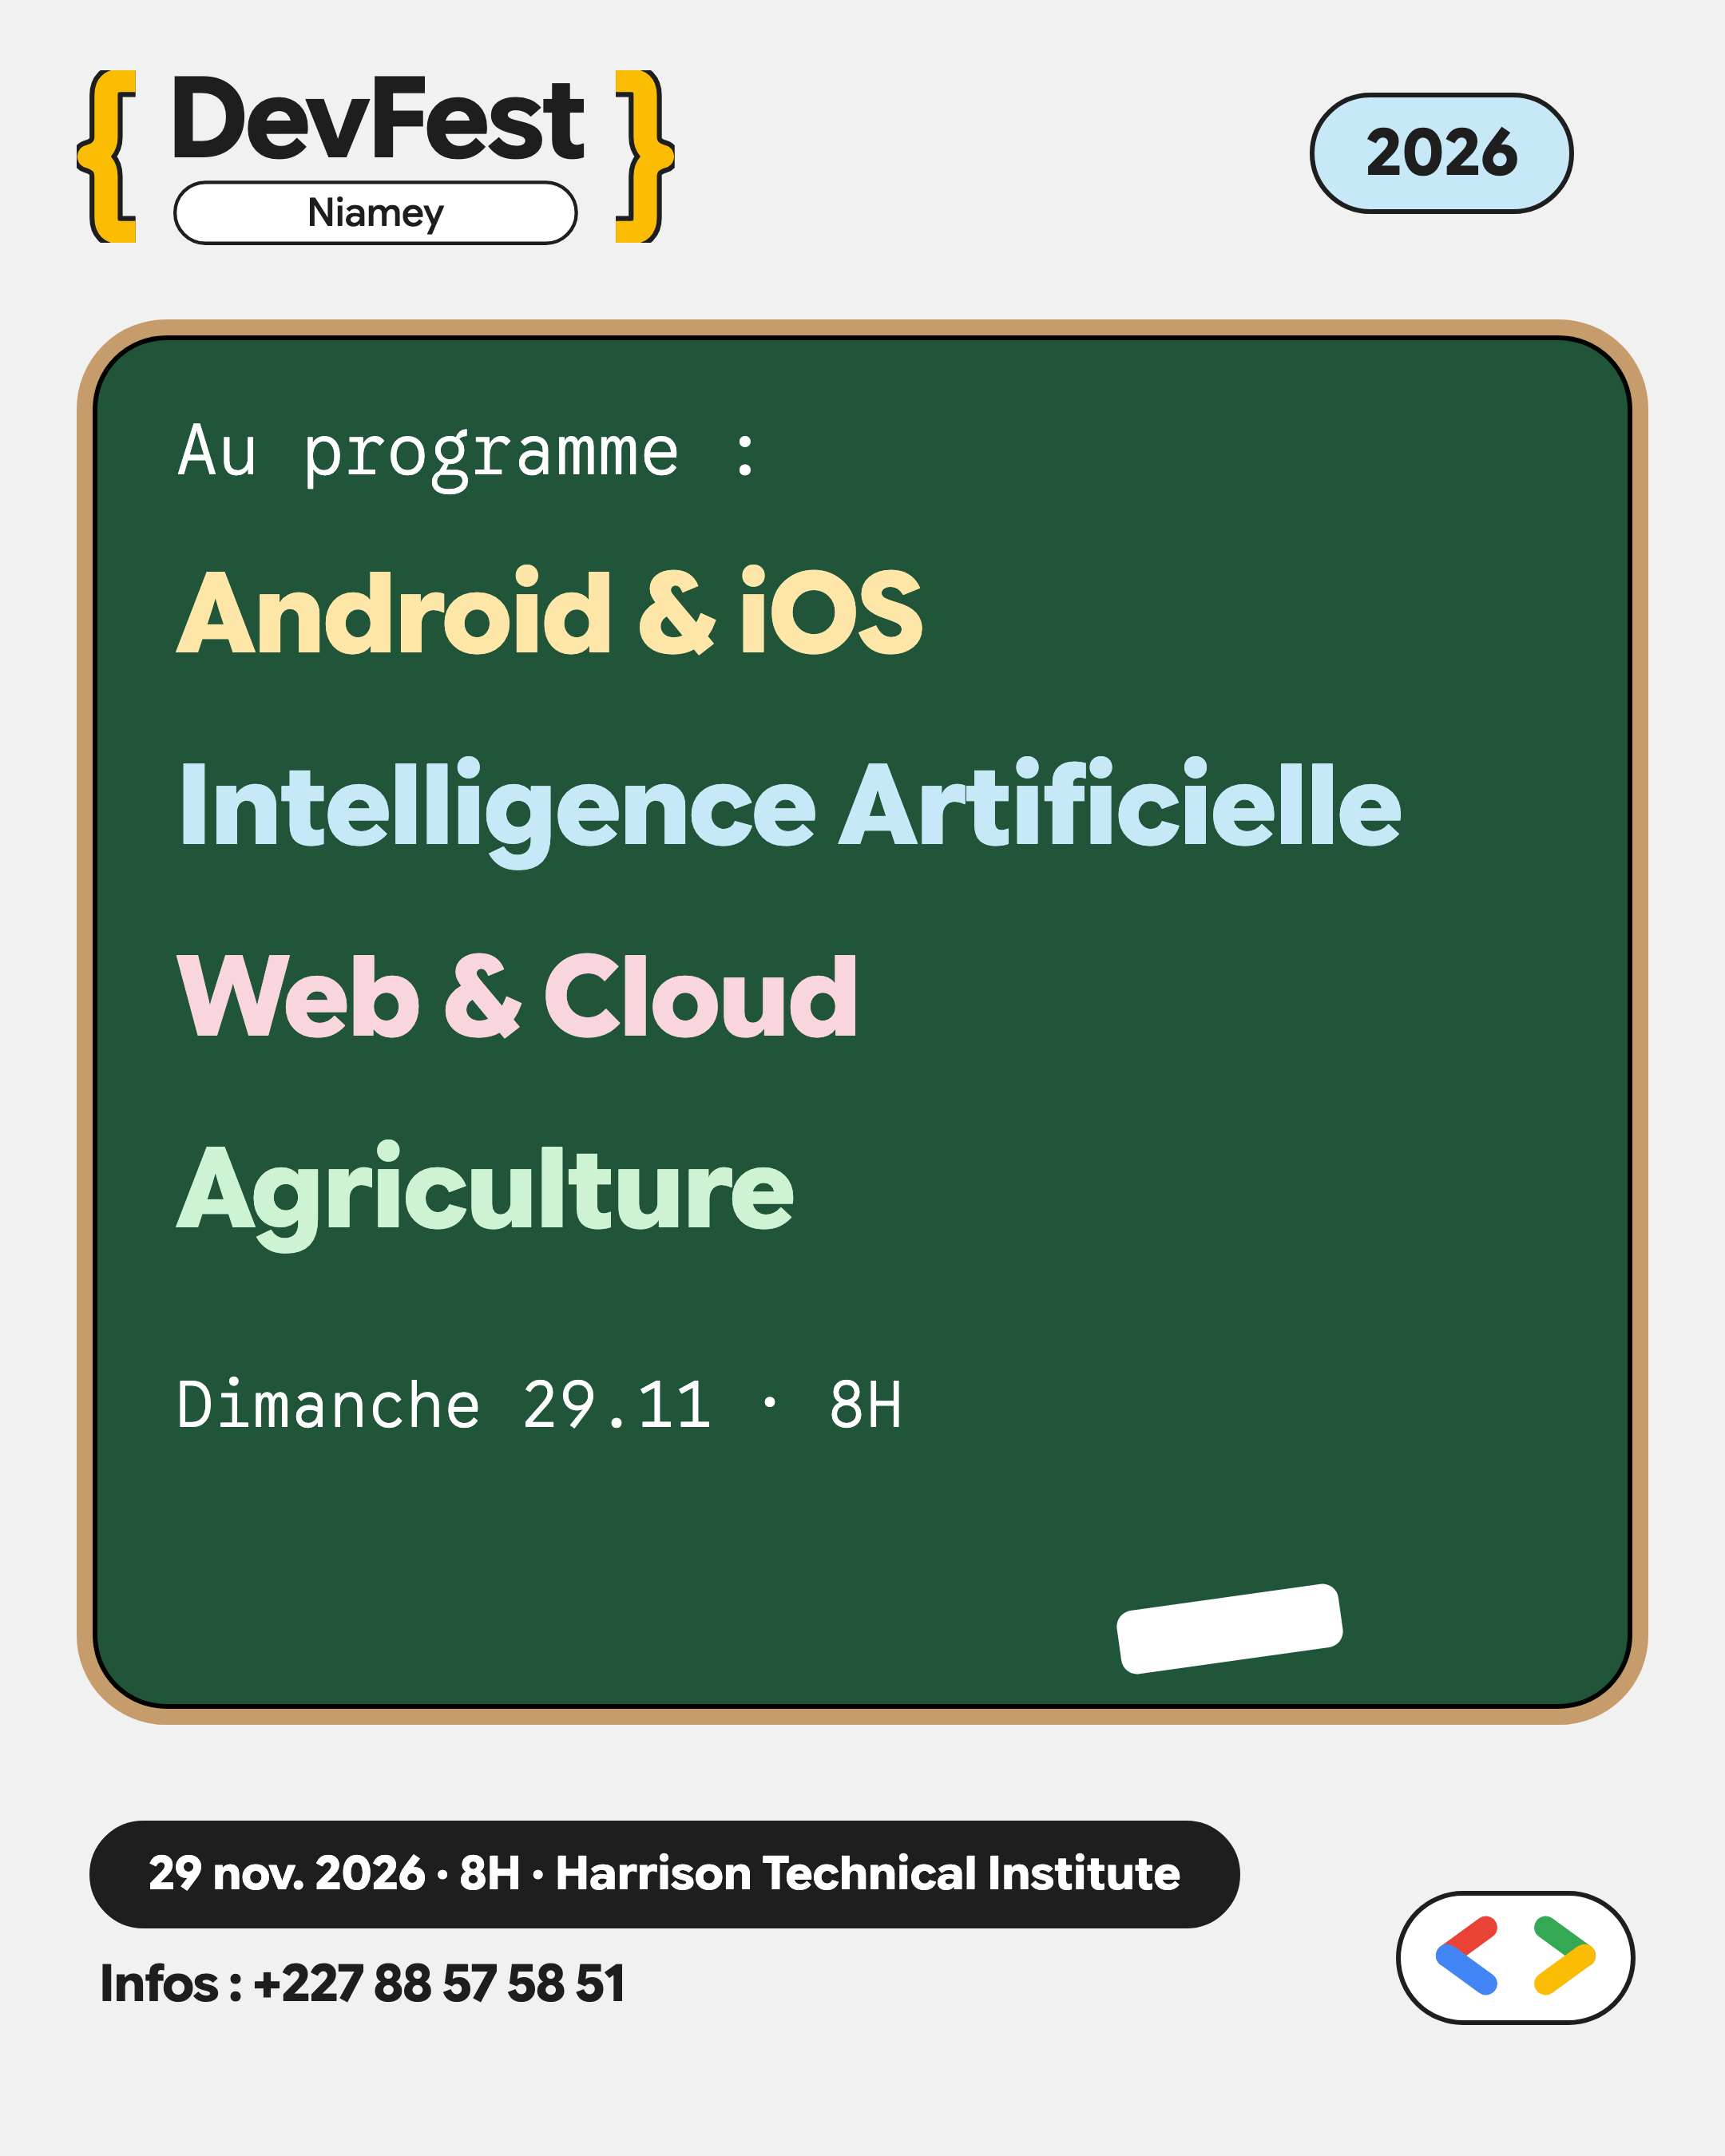 DevFest
Niamey
2026
Au programme :
Android & iOS
Intelligence Artificielle
Web & Cloud
Agriculture
Dimanche 29.11 · 8H
29 nov. 2026 · 8H · Harrison Technical Institute
Infos : +227 88 57 58 51